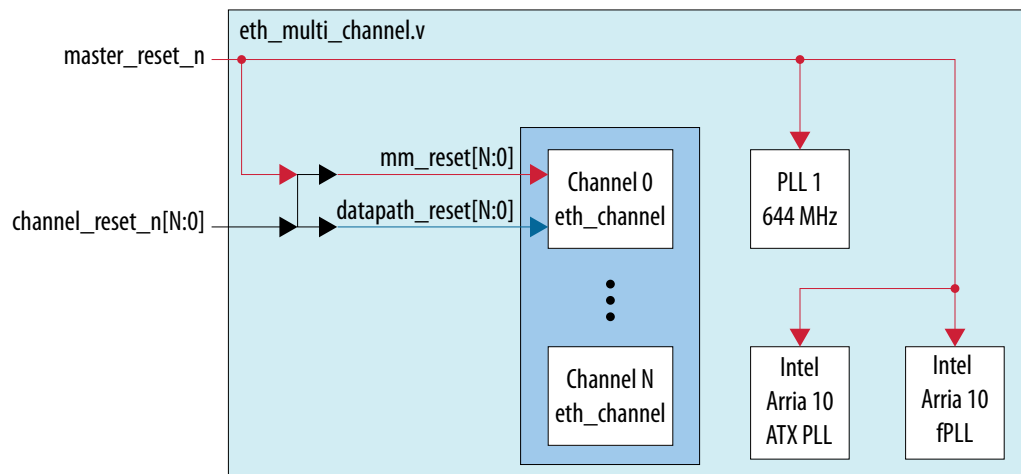 eth_multi_channel.v
master_reset_n
mm_reset[N:0]
channel_reset_n[N:0]
datapath_reset[N:0]
Channel 0
eth_channel
PLL 1
644 MHz
Channel N
eth_channel
Intel
Arria 10
ATX PLL
Intel
Arria 10
fPLL